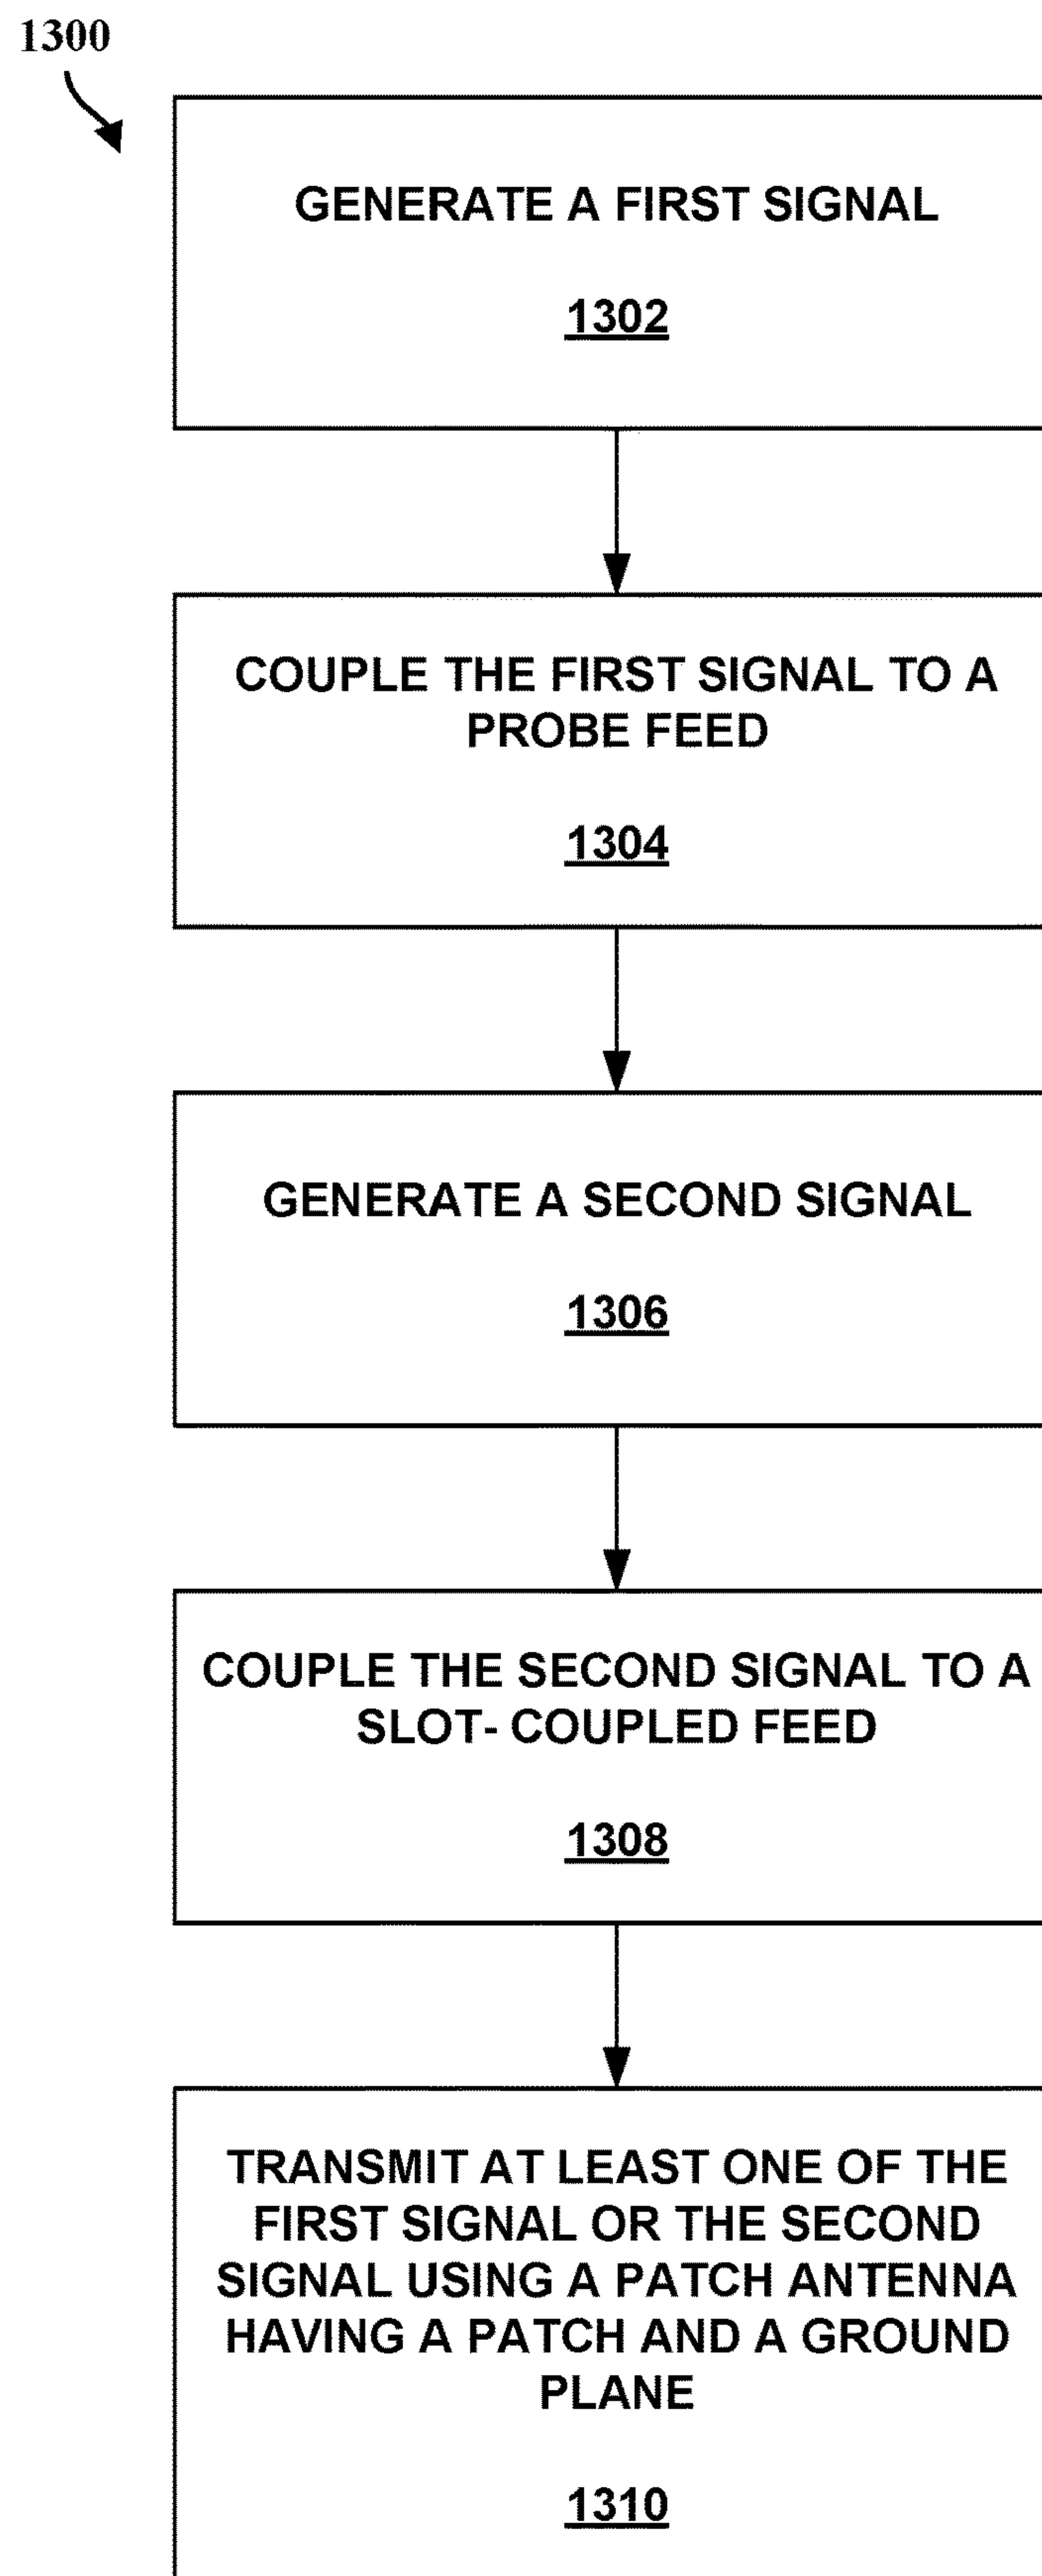 1300
GENERATE A FIRST SIGNAL
1302
COUPLE THE FIRST SIGNAL TO A
PROBE FEED
1304
GENERATE A SECOND SIGNAL
1306
COUPLE THE SECOND SIGNAL TO A
SLOT- COUPLED FEED
1308
TRANSMIT AT LEAST ONE OF THE
FIRST SIGNAL OR THE SECOND
SIGNAL USING A PATCH ANTENNA
HAVING A PATCH AND A GROUND
PLANE
1310